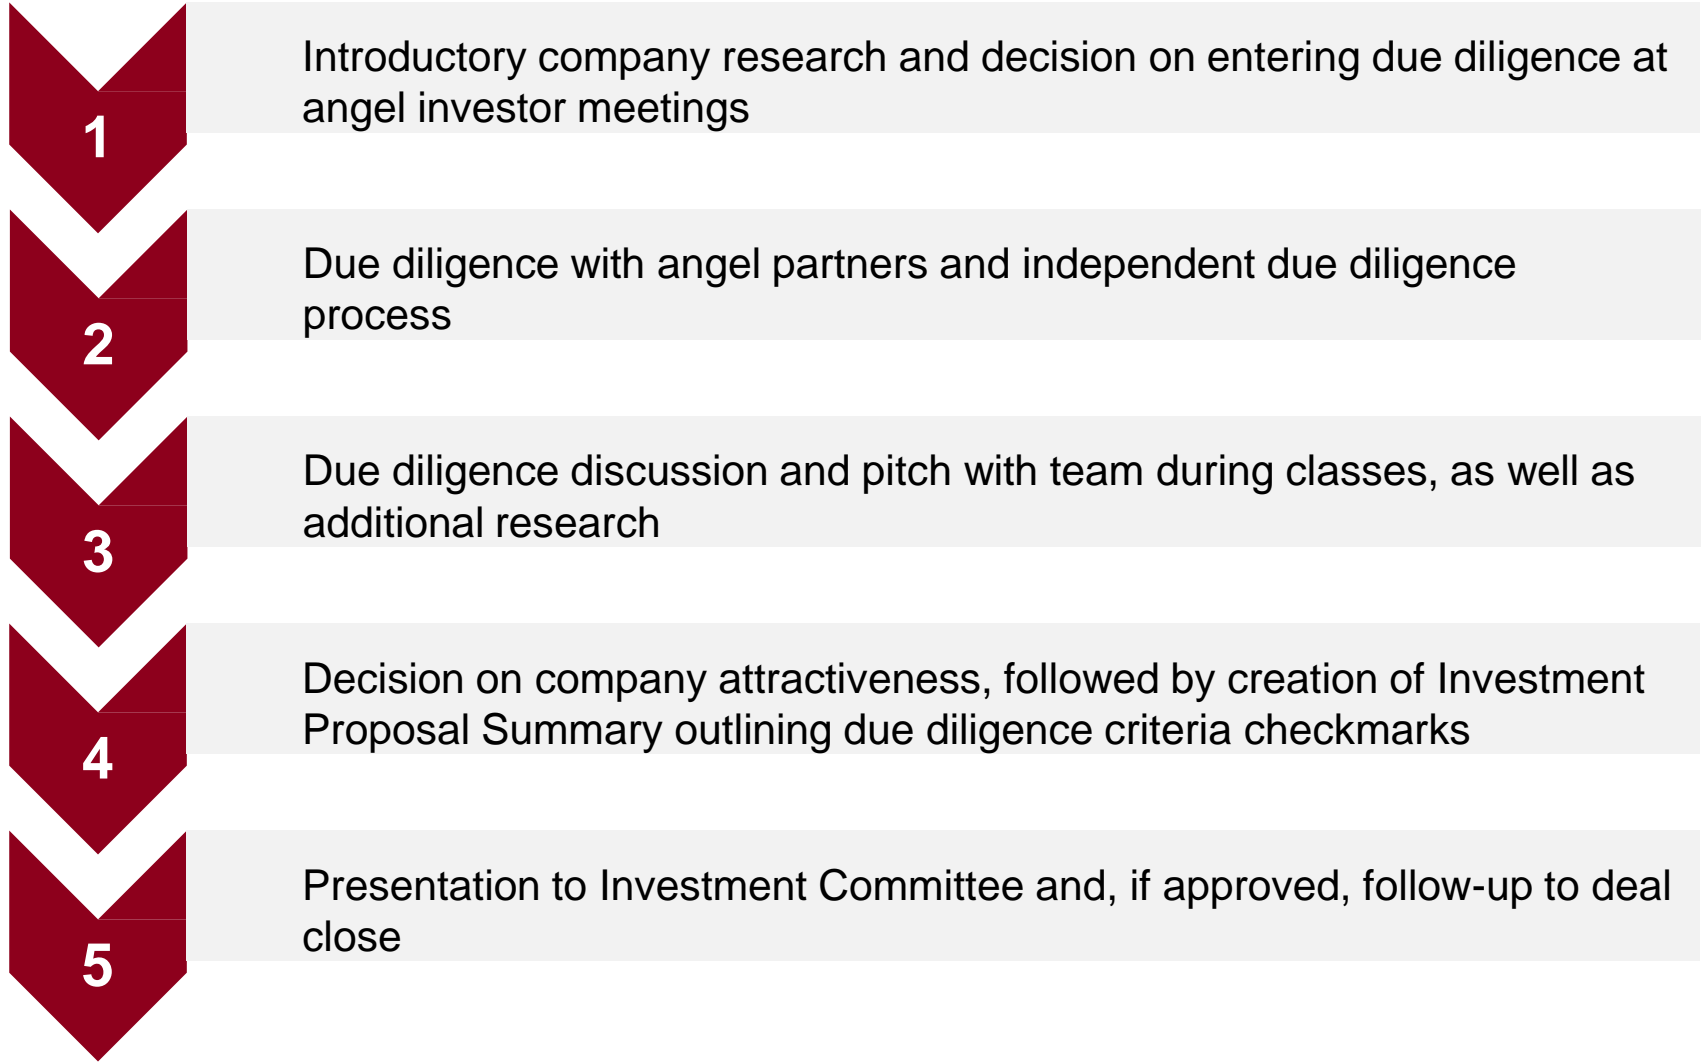 1
Introductory company research and decision on entering due diligence at
angel investor meetings
2
Due diligence with angel partners and independent due diligence
process
3
Due diligence discussion and pitch with team during classes, as well as
additional research
4
Decision on company attractiveness, followed by creation of Investment
Proposal Summary outlining due diligence criteria checkmarks
5
Presentation to Investment Committee and, if approved, follow-up to deal
close